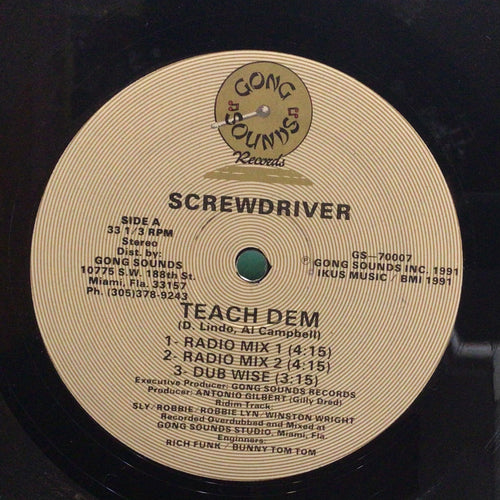 GONG
SOUNDS
Records
SCREWDRIVER
SIDE A
33 1/3 RPM
Stereo
Dist. by:
GONG SOUNDS
10775 S.W. 188th St.
Miami, Fla. 33157
Ph. (305)378-9243
GS-70007
℗ GONG SOUNDS INC. 1991
© IKUS MUSIC / BMI 1991
TEACH DEM
(D. Lindo, Al Campbell)
1- RADIO MIX 1 (4:15)
2- RADIO MIX 2 (4:15)
3- DUB WISE (3:15)
Executive Producer: GONG SOUNDS RECORDS
Producer: ANTONIO GILBERT (Gilly Dred)
Ridim Track
SLY/ROBBIE/ROBBIE LYN/WINSTON WRIGHT
Recorded Overdubbed and Mixed at
GONG SOUNDS STUDIO, Miami, Fla
Enginners:
RICH FUNK / BUNNY TOM TOM